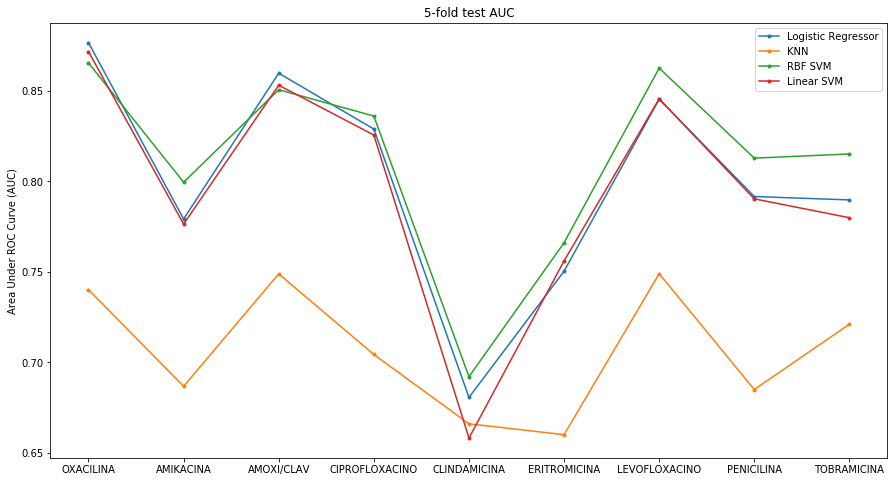 5-fold test AUC
Logistic Regressor
KNN
RBF SVM
Linear SVM
Area Under ROC Curve (AUC)
0.85
0.80
0.75
0.70
0.65
OXACILINA AMIKACINA AMOXI/CLAV CIPROFLOXACINO CLINDAMICINA ERITROMICINA LEVOFLOXACINO PENICILINA TOBRAMICINA